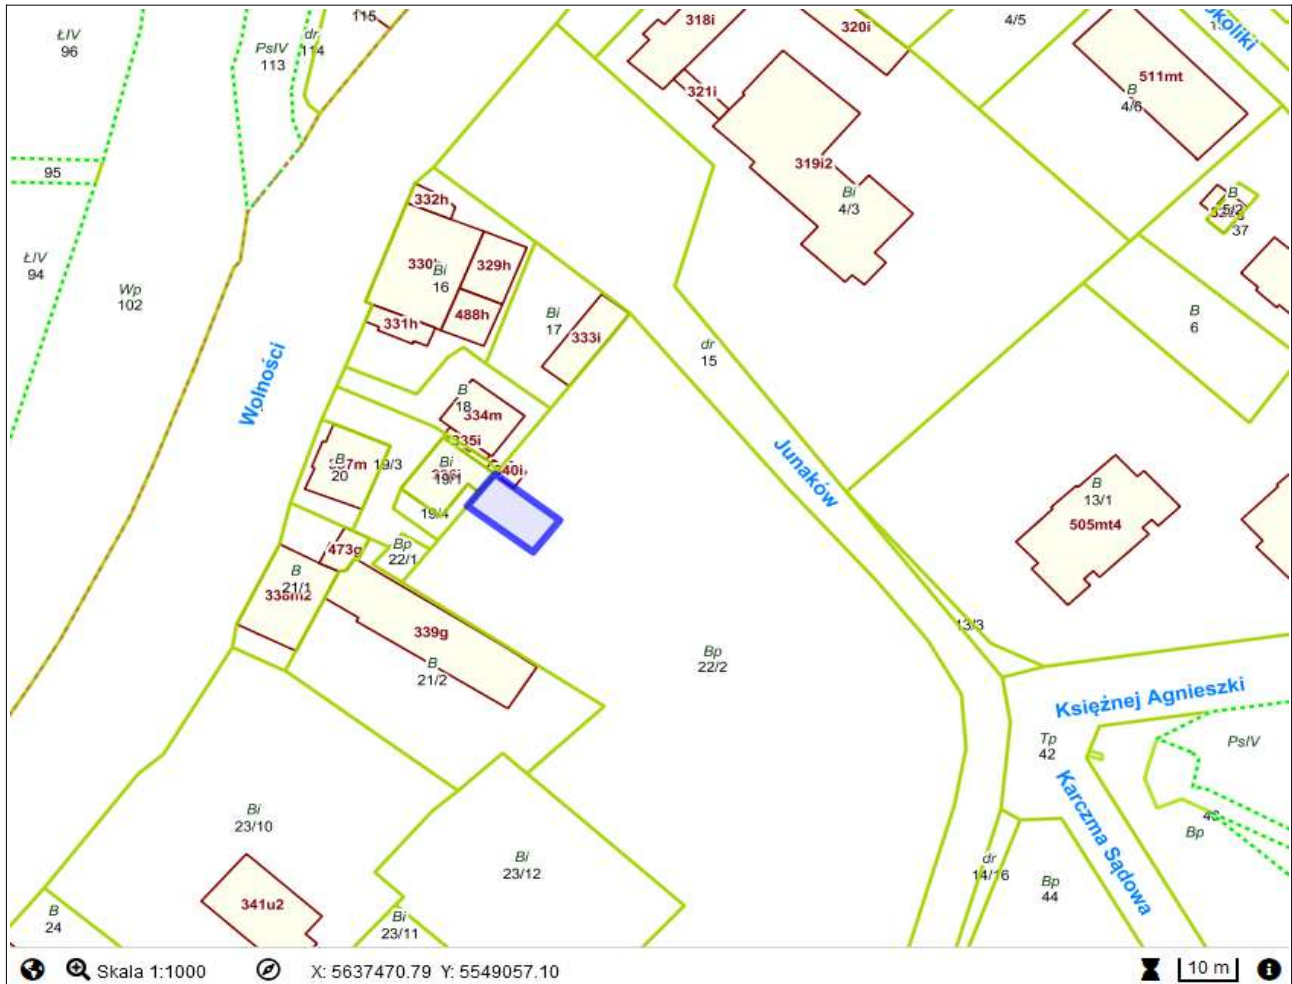 115
ŁIV
96
dr
114
PsIV
113
318i
320i
4/5
511mt
B
4/6
321i
319i2
Bi
4/3
95
332h
B
5/2
37
ŁIV
94
Wp
102
330
Bi
16
329h
488h
331h
Bi
17
333i
B
6
dr
15
Wolności
B
18
334m
335i
B
20
19/3
Bi
19/1
Junaków
B
13/1
505mt4
19/4
Bp
22/1
473g
B
21/1
338m2
339g
B
21/2
Bp
22/2
13/3
Księżnej Agnieszki
Tp
42
PsIV
Karczma Sądowa
Bp
Bi
23/10
Bi
23/12
dr
14/16
Bp
44
341u2
Bi
23/11
B
24
Skala 1:1000
X: 5637470.79 Y: 5549057.10
10 m